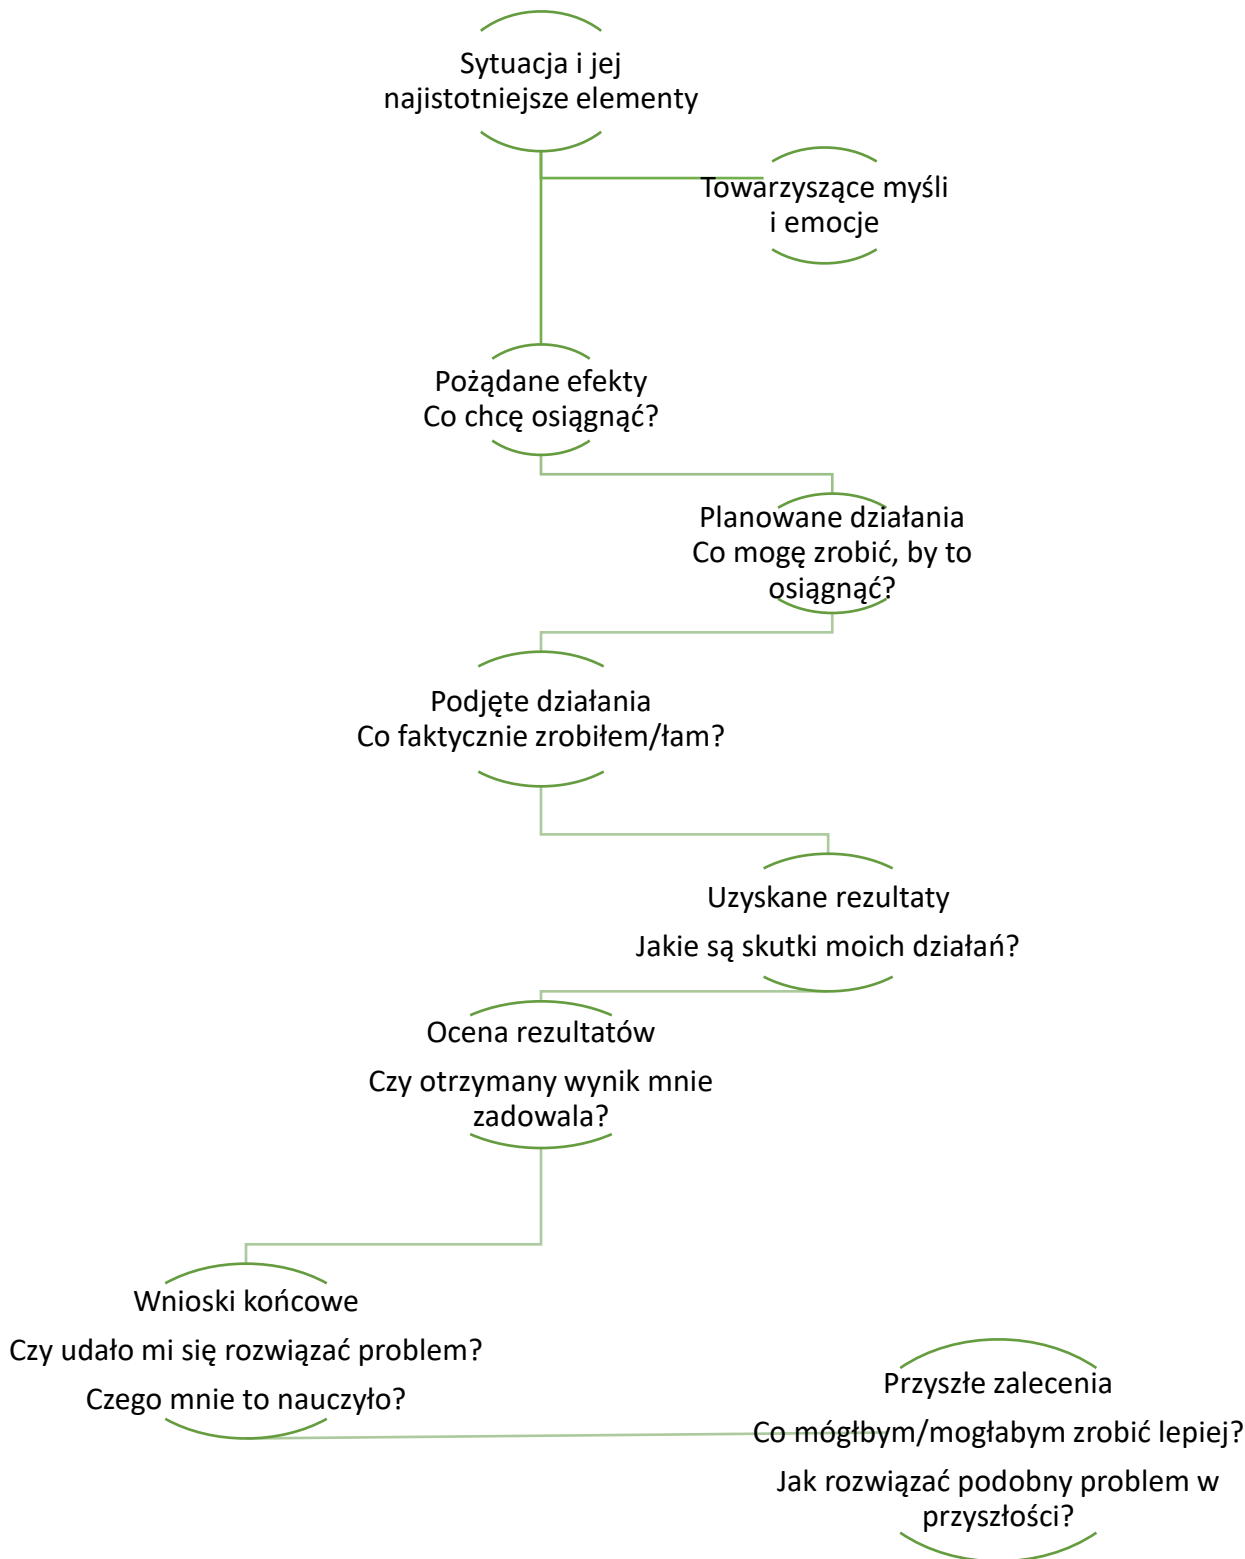 Sytuacja i jej
najistotniejsze elementy
Towarzyszące myśli
i emocje
Pożądane efekty
Co chcę osiągnąć?
Planowane działania
Co mogę zrobić, by to
osiągnąć?
Podjęte działania
Co faktycznie zrobiłem/łam?
Uzyskane rezultaty
Jakie są skutki moich działań?
Ocena rezultatów
Czy otrzymany wynik mnie
zadowala?
Wnioski końcowe
Czy udało mi się rozwiązać problem?
Czego mnie to nauczyło?
Przyszłe zalecenia
Co mógłbym/mogłabym zrobić lepiej?
Jak rozwiązać podobny problem w
przyszłości?